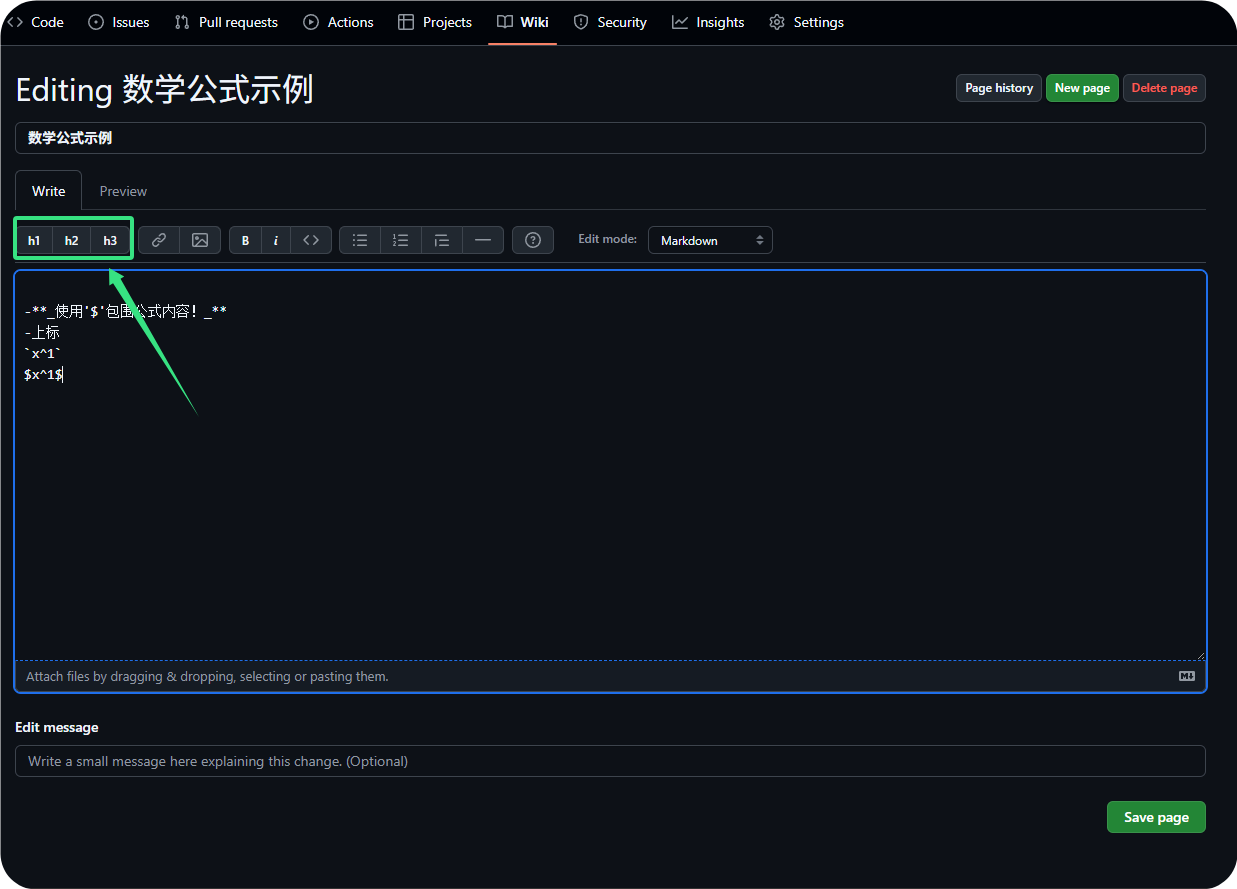 Code Issues Pull requests Actions Projects Wiki Security Insights Settings
Editing 数学公式示例
Page history New page Delete page
数学公式示例
Write Preview
h1 h2 h3 B i Edit mode: Markdown
-**_使用'$'包围公式内容！_**
-上标
`x^1`
$x^1$
Attach files by dragging & dropping, selecting or pasting them.
Edit message
Write a small message here explaining this change. (Optional)
Save page